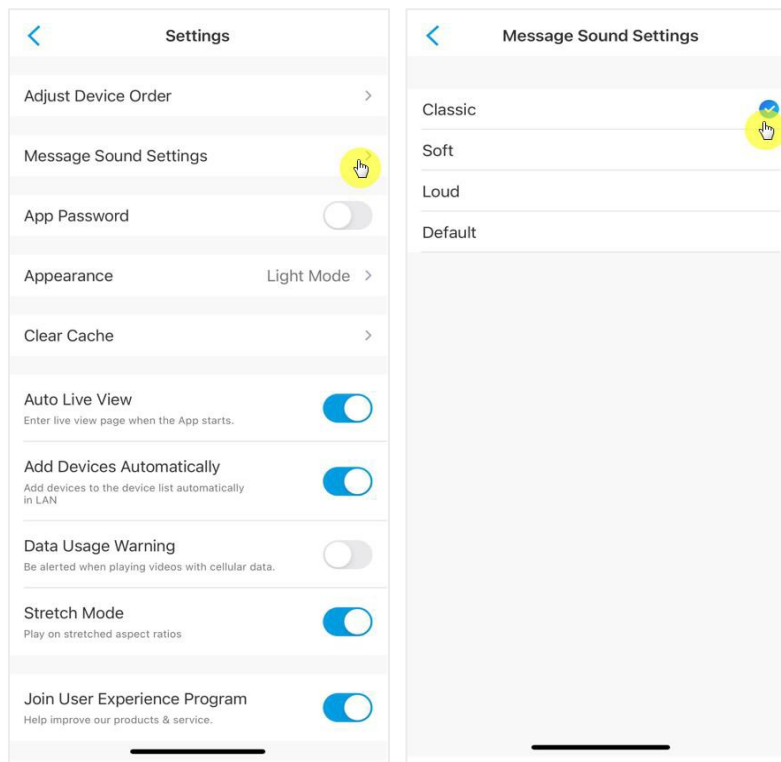 Settings
Adjust Device Order
Message Sound Settings
App Password
Appearance Light Mode
Clear Cache
Auto Live View
Enter live view page when the App starts.
Add Devices Automatically
Add devices to the device list automatically
in LAN
Data Usage Warning
Be alerted when playing videos with cellular data.
Stretch Mode
Play on stretched aspect ratios
Join User Experience Program
Help improve our products & service.
Message Sound Settings
Classic
Soft
Loud
Default